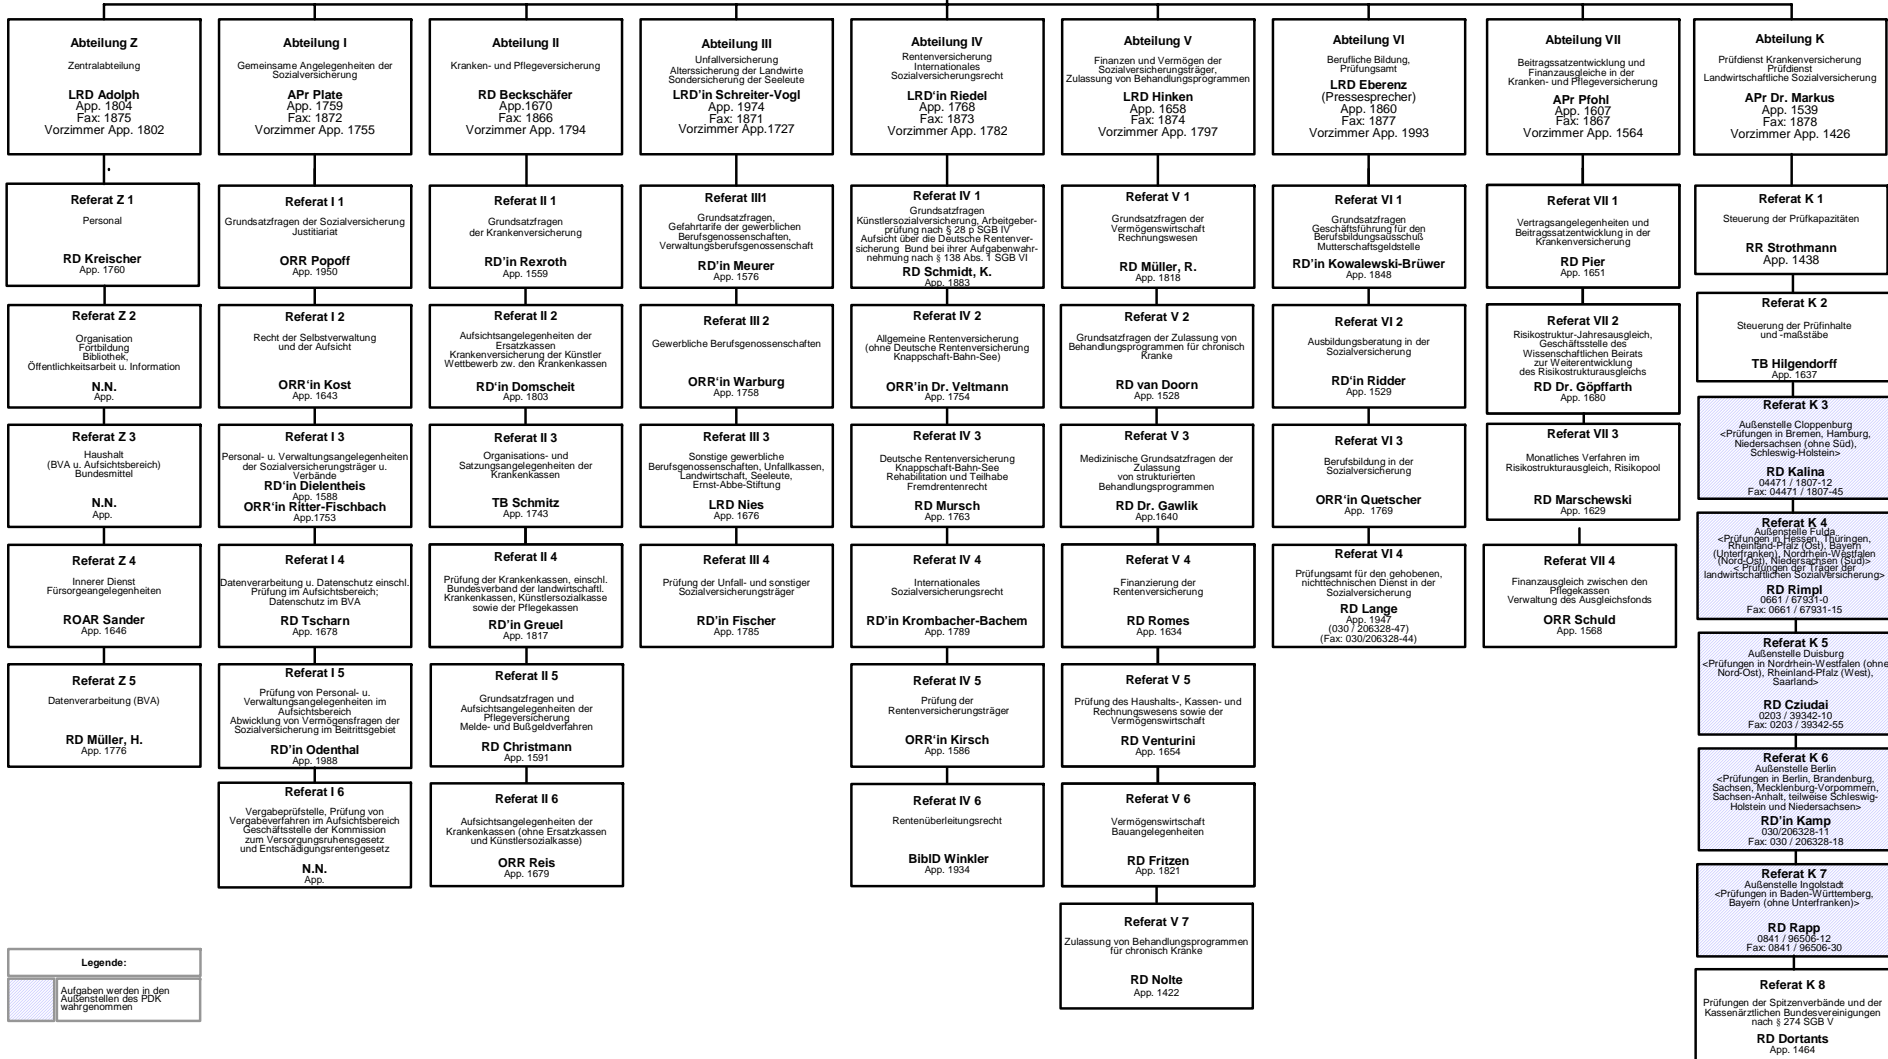 Abteilung Z
Zentralabteilung
LRD Adolph
App. 1804
Fax: 1875
Vorzimmer App. 1802
Referat Z 1
Personal
RD Kreischer
App. 1760
Referat Z 2
Organisation
Fortbildung
Bibliothek,
Öffentlichkeitsarbeit u. Information
N.N.
App.
Referat Z 3
Haushalt
(BVA u. Aufsichtsbereich)
Bundesmittel
N.N.
App.
Referat Z 4
Innerer Dienst
Fürsorgeangelegenheiten
ROAR Sander
App. 1646
Referat Z 5
Datenverarbeitung (BVA)
RD Müller, H.
App. 1776
Abteilung I
Gemeinsame Angelegenheiten der
Sozialversicherung
APr Plate
App. 1759
Fax: 1872
Vorzimmer App. 1755
Referat I 1
Grundsatzfragen der Sozialversicherung
Justitiariat
ORR Popoff
App. 1950
Referat I 2
Recht der Selbstverwaltung
und der Aufsicht
ORR'in Kost
App. 1643
Referat I 3
Personal- u. Verwaltungsangelegenheiten
der Sozialversicherungsträger u.
Verbände
RD'in Dielentheis
App. 1588
ORR'in Ritter-Fischbach
App.1753
Referat I 4
Datenverarbeitung u. Datenschutz einschl.
Prüfung im Aufsichtsbereich;
Datenschutz im BVA
RD Tscharn
App. 1678
Referat I 5
Prüfung von Personal- u.
Verwaltungsangelegenheiten im
Aufsichtsbereich
Abwicklung von Vermögensfragen der
Sozialversicherung im Beitrittsgebiet
RD'in Odenthal
App. 1988
Referat I 6
Vergabeprüfstelle, Prüfung von
Vergabeverfahren im Aufsichtsbereich
Geschäftsstelle der Kommission
zum Versorgungsruhensgesetz
und Entschädigungsrentengesetz
N.N.
App.
Abteilung II
Kranken- und Pflegeversicherung
RD Beckschäfer
App.1670
Fax: 1866
Vorzimmer App. 1794
Referat II 1
Grundsatzfragen
der Krankenversicherung
RD'in Rexroth
App. 1559
Referat II 2
Aufsichtsangelegenheiten der
Ersatzkassen
Krankenversicherung der Künstler
Wettbewerb zw. den Krankenkassen
RD'in Domscheit
App. 1803
Referat II 3
Organisations- und
Satzungsangelegenheiten der
Krankenkassen
TB Schmitz
App. 1743
Referat II 4
Prüfung der Krankenkassen, einschl.
Bundesverband der landwirtschaftl.
Krankenkassen, Künstlersozialkasse
sowie der Pflegekassen
RD'in Greuel
App. 1817
Referat II 5
Grundsatzfragen und
Aufsichtsangelegenheiten der
Pflegeversicherung
Melde- und Bußgeldverfahren
RD Christmann
App. 1591
Referat II 6
Aufsichtsangelegenheiten der
Krankenkassen (ohne Ersatzkassen
und Künstlersozialkasse)
ORR Reis
App. 1679
Abteilung III
Unfallversicherung
Alterssicherung der Landwirte
Sondersicherung der Seeleute
LRD'in Schreiter-Vogl
App. 1974
Fax: 1871
Vorzimmer App.1727
Referat III1
Grundsatzfragen,
Gefahrtarife der gewerblichen
Berufsgenossenschaften,
Verwaltungsberufsgenossenschaft
RD'in Meurer
App. 1576
Referat III 2
Gewerbliche Berufsgenossenschaften
ORR'in Warburg
App. 1758
Referat III 3
Sonstige gewerbliche
Berufsgenossenschaften, Unfallkassen,
Landwirtschaft, Seeleute,
Ernst-Abbe-Stiftung
LRD Nies
App. 1676
Referat III 4
Prüfung der Unfall- und sonstiger
Sozialversicherungsträger
RD'in Fischer
App. 1785
Abteilung IV
Rentenversicherung
Internationales
Sozialversicherungsrecht
LRD'in Riedel
App. 1768
Fax: 1873
Vorzimmer App. 1782
Referat IV 1
Grundsatzfragen
Künstlersozialversicherung, Arbeitgeber-
prüfung nach § 28 p SGB IV
Aufsicht über die Deutsche Rentenver-
sicherung Bund bei ihrer Aufgabenwahr-
nehmung nach § 138 Abs. 1 SGB VI
RD Schmidt, K.
App. 1883
Referat IV 2
Allgemeine Rentenversicherung
(ohne Deutsche Rentenversicherung
Knappschaft-Bahn-See)
ORR'in Dr. Veltmann
App. 1754
Referat IV 3
Deutsche Rentenversicherung
Knappschaft-Bahn-See
Rehabilitation und Teilhabe
Fremdrentenrecht
RD Mursch
App. 1763
Referat IV 4
Internationales
Sozialversicherungsrecht
RD'in Krombacher-Bachem
App. 1789
Referat IV 5
Prüfung der
Rentenversicherungsträger
ORR'in Kirsch
App. 1586
Referat IV 6
Rentenüberleitungsrecht
BiblD Winkler
App. 1934
Abteilung V
Finanzen und Vermögen der
Sozialversicherungsträger,
Zulassung von Behandlungsprogrammen
LRD Hinken
App. 1658
Fax: 1874
Vorzimmer App. 1797
Referat V 1
Grundsatzfragen der
Vermögenswirtschaft
Rechnungswesen
RD Müller, R.
App. 1818
Referat V 2
Grundsatzfragen der Zulassung von
Behandlungsprogrammen für chronisch
Kranke
RD van Doorn
App. 1528
Referat V 3
Medizinische Grundsatzfragen der
Zulassung
von strukturierten
Behandlungsprogrammen
RD Dr. Gawlik
App.1640
Referat V 4
Finanzierung der
Rentenversicherung
RD Romes
App. 1634
Referat V 5
Prüfung des Haushalts-, Kassen- und
Rechnungswesens sowie der
Vermögenswirtschaft
RD Venturini
App. 1654
Referat V 6
Vermögenswirtschaft
Bauangelegenheiten
RD Fritzen
App. 1821
Referat V 7
Zulassung von Behandlungsprogrammen
für chronisch Kranke
RD Nolte
App. 1422
Abteilung VI
Berufliche Bildung,
Prüfungsamt
LRD Eberenz
(Pressesprecher)
App. 1860
Fax: 1877
Vorzimmer App. 1993
Referat VI 1
Grundsatzfragen
Geschäftsführung für den
Berufsbildungsausschuß
Mutterschaftsgeldstelle
RD'in Kowalewski-Brüwer
App. 1848
Referat VI 2
Ausbildungsberatung in der
Sozialversicherung
RD'in Ridder
App. 1529
Referat VI 3
Berufsbildung in der
Sozialversicherung
ORR'in Quetscher
App. 1769
Referat VI 4
Prüfungsamt für den gehobenen,
nichttechnischen Dienst in der
Sozialversicherung
RD Lange
App. 1947
(030 / 206328-47)
(Fax: 030/206328-44)
Abteilung VII
Beitragssatzentwicklung und
Finanzausgleiche in der
Kranken- und Pflegeversicherung
APr Pfohl
App. 1607
Fax: 1867
Vorzimmer App. 1564
Referat VII 1
Vertragsangelegenheiten und
Beitragssatzentwicklung in der
Krankenversicherung
RD Pier
App. 1651
Referat VII 2
Risikostruktur-Jahresausgleich,
Geschäftsstelle des
Wissenschaftlichen Beirats
zur Weiterentwicklung
des Risikostrukturausgleichs
RD Dr. Göpffarth
App. 1680
Referat VII 3
Monatliches Verfahren im
Risikostrukturausgleich, Risikopool
RD Marschewski
App. 1629
Referat VII 4
Finanzausgleich zwischen den
Pflegekassen
Verwaltung des Ausgleichsfonds
ORR Schuld
App. 1568
Abteilung K
Prüfdienst Krankenversicherung
Prüfdienst
Landwirtschaftliche Sozialversicherung
APr Dr. Markus
App. 1539
Fax: 1878
Vorzimmer App. 1426
Referat K 1
Steuerung der Prüfkapazitäten
RR Strothmann
App. 1438
Referat K 2
Steuerung der Prüfinhalte
und -maßstäbe
TB Hilgendorff
App. 1637
Referat K 3
Außenstelle Cloppenburg
<Prüfungen in Bremen, Hamburg,
Niedersachsen (ohne Süd),
Schleswig-Holstein>
RD Kalina
04471 / 1807-12
Fax: 04471 / 1807-45
Referat K 4
Außenstelle Fulda
<Prüfungen in Hessen, Thüringen,
Rheinland-Pfalz (Ost), Bayern
(Unterfranken), Nordrhein-Westfalen
(Nord-Ost), Niedersachsen (Süd)>
< Prüfungen der Träger der
landwirtschaftlichen Sozialversicherung>
RD Rimpl
0661 / 67931-0
Fax: 0661 / 67931-15
Referat K 5
Außenstelle Duisburg
<Prüfungen in Nordrhein-Westfalen (ohne
Nord-Ost), Rheinland-Pfalz (West),
Saarland>
RD Cziudai
0203 / 39342-10
Fax: 0203 / 39342-55
Referat K 6
Außenstelle Berlin
<Prüfungen in Berlin, Brandenburg,
Sachsen, Mecklenburg-Vorpommern,
Sachsen-Anhalt, teilweise Schleswig-
Holstein und Niedersachsen>
RD'in Kamp
030/206328-11
Fax: 030 / 206328-18
Referat K 7
Außenstelle Ingolstadt
<Prüfungen in Baden-Württemberg,
Bayern (ohne Unterfranken)>
RD Rapp
0841 / 96506-12
Fax: 0841 / 96506-30
Referat K 8
Prüfungen der Spitzenverbände und der
Kassenärztlichen Bundesvereinigungen
nach § 274 SGB V
RD Dortants
App. 1464
Legende:
Aufgaben werden in den
Außenstellen des PDK
wahrgenommen